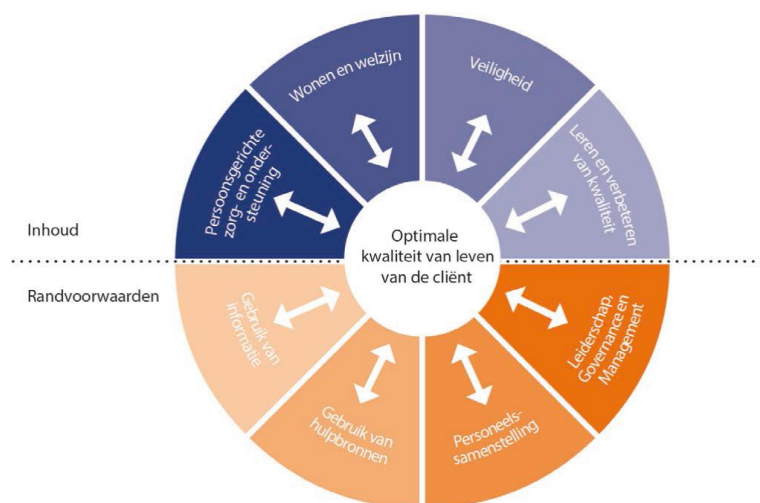 Wonen en welzijn
Veiligheid
Persoonsgerichte
zorg- en onder-
steuning
Leren en verbeteren
van kwaliteit
Inhoud
Optimale
kwaliteit van leven
van de cliënt
Randvoorwaarden
Gebruik van
informatie
Leiderschap,
Governance en
Management
Gebruik van
hulpbronnen
Personeels-
samenstelling